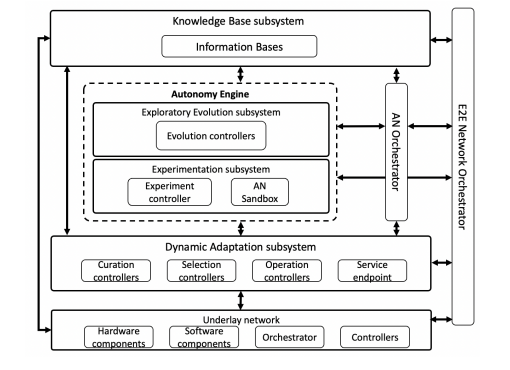 Knowledge Base subsystem
Information Bases
Autonomy Engine
Exploratory Evolution subsystem
Evolution controllers
Experimentation subsystem
Experiment
controller
AN
Sandbox
AN Orchestrator
E2E Network Orchestrator
Dynamic Adaptation subsystem
Curation
controllers
Selection
controllers
Operation
controllers
Service
endpoint
Underlay network
Hardware
components
Software
components
Orchestrator
Controllers